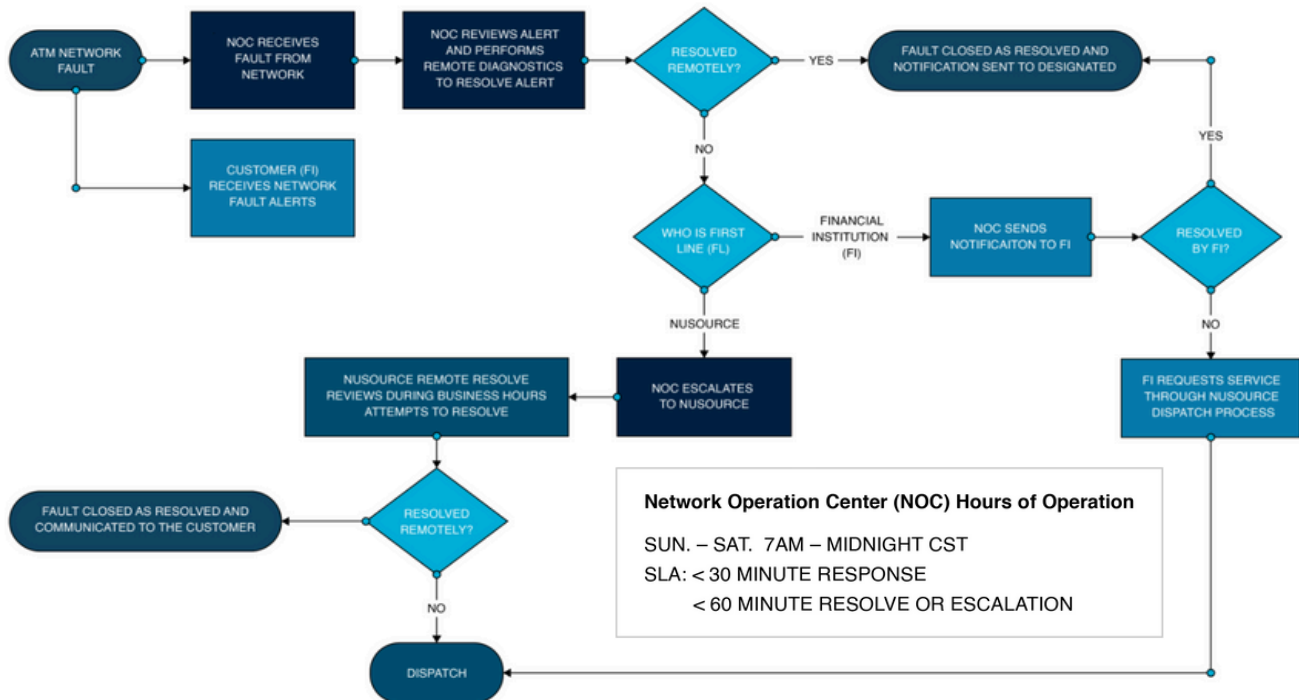 ATM NETWORK
FAULT
NOC RECEIVES
FAULT FROM
NETWORK
NOC REVIEWS ALERT
AND PERFORMS
REMOTE DIAGNOSTICS
TO RESOLVE ALERT
RESOLVED
REMOTELY?
YES
FAULT CLOSED AS RESOLVED AND
NOTIFICATION SENT TO DESIGNATED
CUSTOMER (FI)
RECEIVES NETWORK
FAULT ALERTS
NO
YES
WHO IS FIRST
LINE (FL)
FINANCIAL
INSTITUTION
(FI)
NOC SENDS
NOTIFICAITON TO FI
RESOLVED
BY FI?
NUSOURCE
NO
NUSOURCE REMOTE RESOLVE
REVIEWS DURING BUSINESS HOURS
ATTEMPTS TO RESOLVE
NOC ESCALATES
TO NUSOURCE
FI REQUESTS SERVICE
THROUGH NUSOURCE
DISPATCH PROCESS
FAULT CLOSED AS RESOLVED AND
COMMUNICATED TO THE CUSTOMER
RESOLVED
REMOTELY?
Network Operation Center (NOC) Hours of Operation
SUN. – SAT. 7AM – MIDNIGHT CST
SLA: < 30 MINUTE RESPONSE
< 60 MINUTE RESOLVE OR ESCALATION
NO
DISPATCH